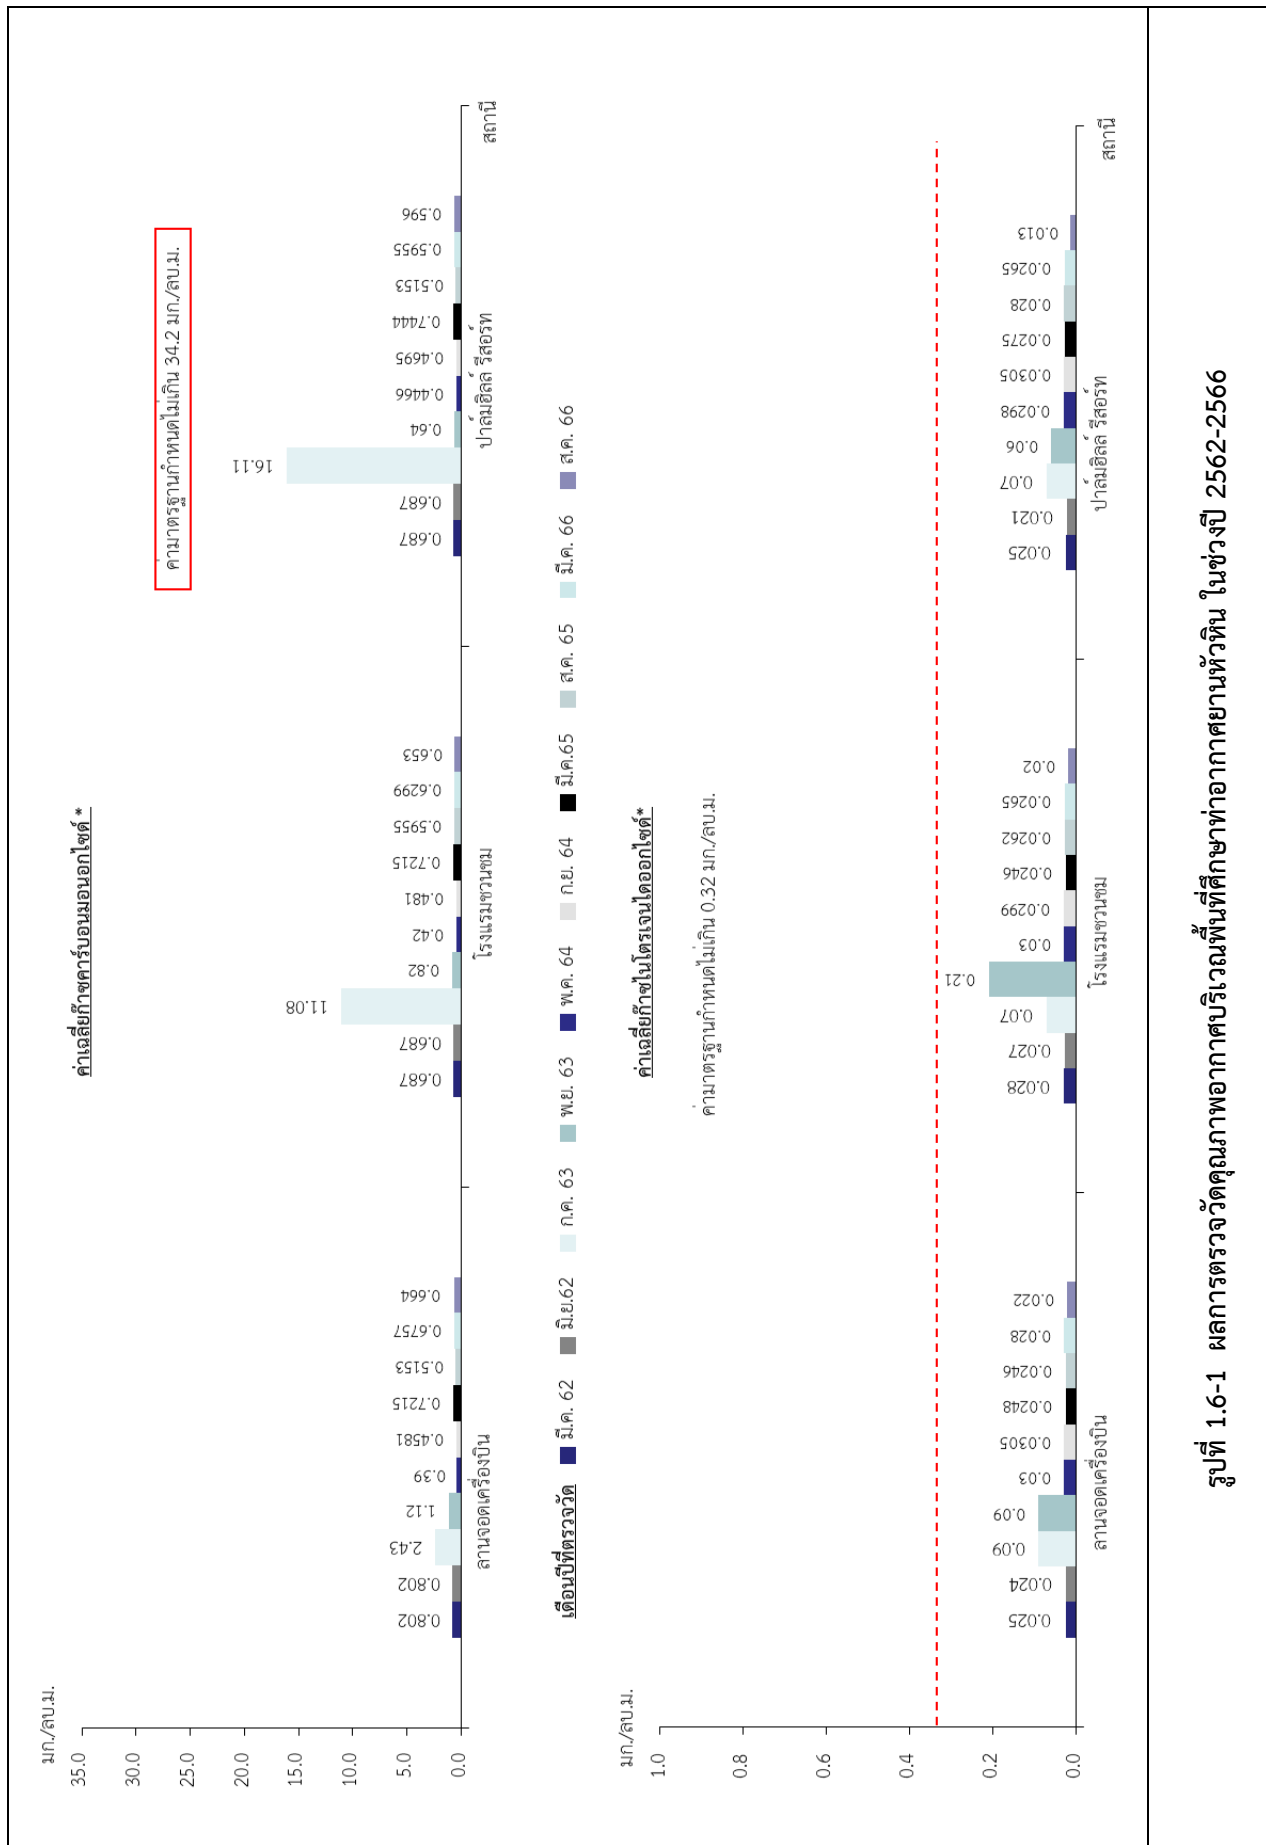 ค่าเฉลี่ยก๊าซคาร์บอนมอนอกไซด์ *
มก./ลบ.ม.
ค่ามาตรฐานกำหนดไม่เกิน 34.2 มก./ลบ.ม.
35.0
30.0
25.0
20.0
15.0
10.0
5.0
0.0
0.802 0.802 2.43 1.12 0.39 0.4581 0.7215 0.5153 0.6757 0.664
0.687 0.687 11.08 0.82 0.42 0.481 0.7215 0.5955 0.6299 0.653
0.687 0.687 16.11 0.64 0.4466 0.4695 0.7444 0.5153 0.5955 0.596
ลานจอดเครื่องบิน โรงแรมชวนชม ปาล์มฮิลล์ รีสอร์ท สถานี
เดือนปีที่ตรวจวัด มี.ค. 62 มิ.ย.62 ก.ค. 63 พ.ย. 63 พ.ค. 64 ก.ย. 64 มี.ค.65 ส.ค. 65 มี.ค. 66 ส.ค. 66
ค่าเฉลี่ยก๊าซไนโตรเจนไดออกไซด์*
มก./ลบ.ม.
ค่ามาตรฐานกำหนดไม่เกิน 0.32 มก./ลบ.ม.
1.0
0.8
0.6
0.4
0.2
0.0
0.025 0.024 0.09 0.09 0.03 0.0305 0.0248 0.0246 0.028 0.022
0.028 0.027 0.07 0.21 0.03 0.0299 0.0246 0.0262 0.0265 0.02
0.025 0.021 0.07 0.06 0.0298 0.0305 0.0275 0.028 0.0265 0.013
ลานจอดเครื่องบิน โรงแรมชวนชม ปาล์มฮิลล์ รีสอร์ท สถานี
รูปที่ 1.6-1 ผลการตรวจวัดคุณภาพอากาศบริเวณพื้นที่ศึกษาท่าอากาศยานหัวหิน ในช่วงปี 2562-2566